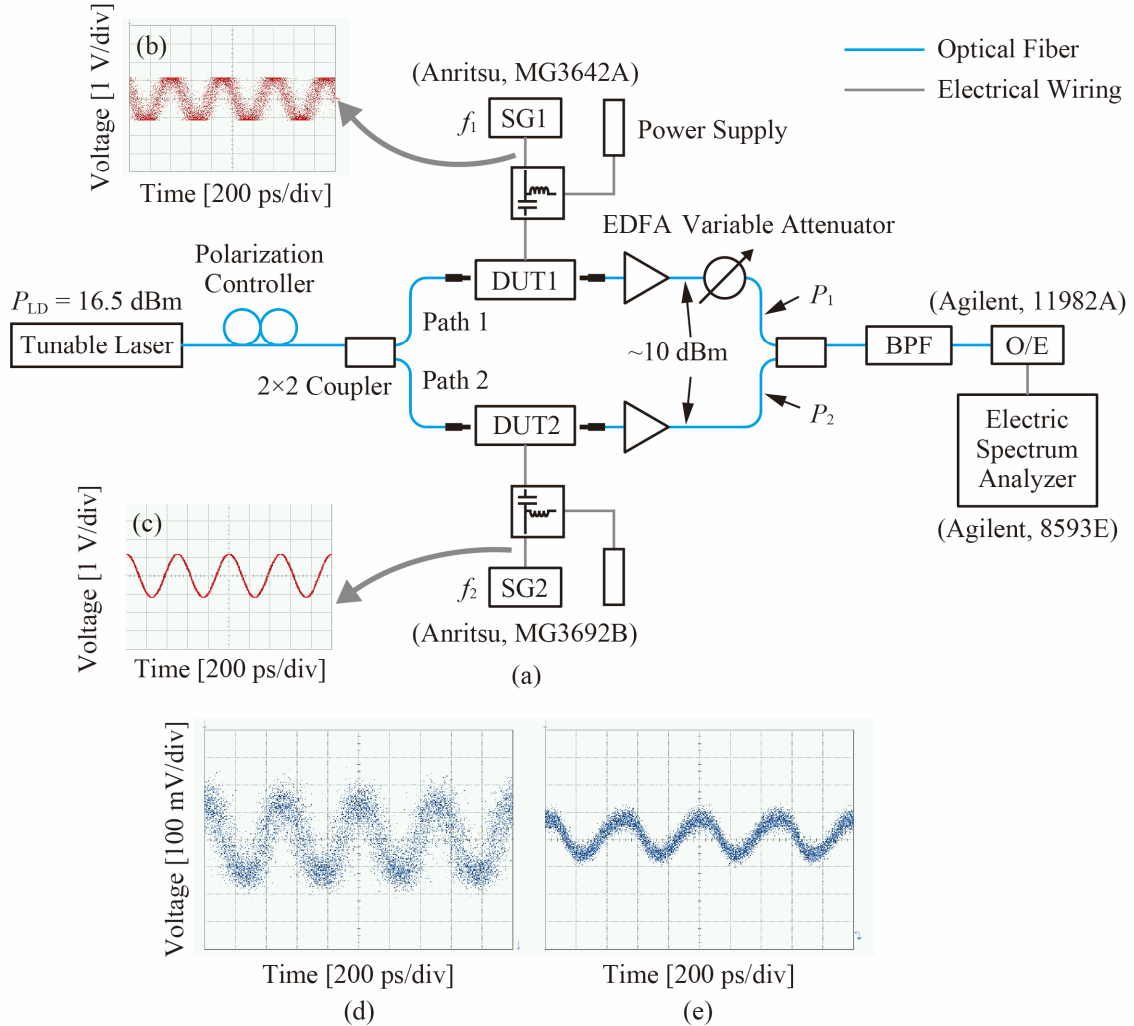 (b)
Voltage [1 V/div]
Time [200 ps/div]
(Anritsu, MG3642A)
f1
SG1
Power Supply
Optical Fiber
Electrical Wiring
EDFA Variable Attenuator
Polarization
Controller
PLD = 16.5 dBm
Tunable Laser
2×2 Coupler
Path 1
Path 2
DUT1
DUT2
~10 dBm
P1
P2
(Agilent, 11982A)
BPF
O/E
Electric
Spectrum
Analyzer
(Agilent, 8593E)
(c)
Voltage [1 V/div]
Time [200 ps/div]
f2
SG2
(Anritsu, MG3692B)
(a)
Voltage [100 mV/div]
Time [200 ps/div]
Time [200 ps/div]
(d)
(e)